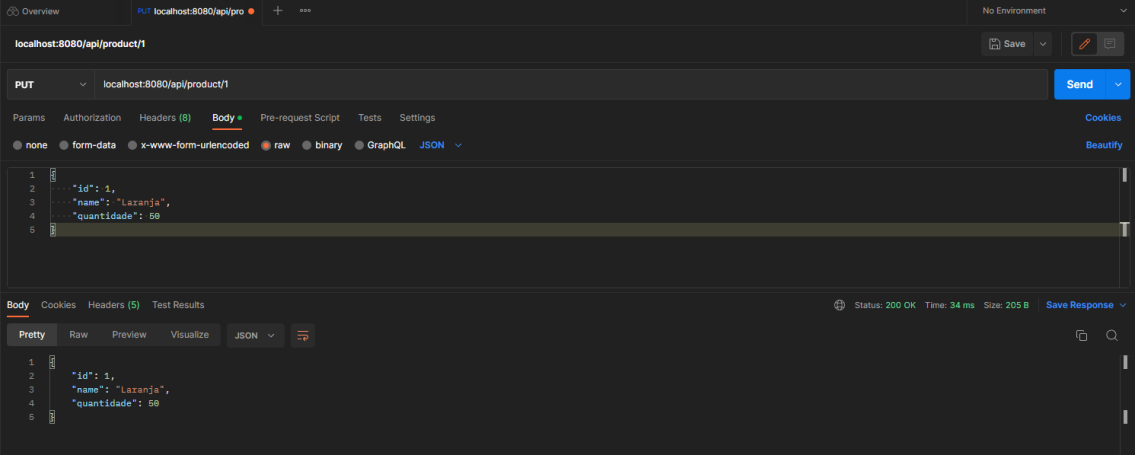 Overview PUT localhost:8080/api/pro No Environment
localhost:8080/api/product/1 Save
PUT localhost:8080/api/product/1 Send
Params Authorization Headers (8) Body Pre-request Script Tests Settings Cookies
none form-data x-www-form-urlencoded raw binary GraphQL JSON Beautify
1 {
2 "id": 1,
3 "name": "Laranja",
4 "quantidade": 50
5 }
Body Cookies Headers (5) Test Results Status: 200 OK Time: 34 ms Size: 205 B Save Response
Pretty Raw Preview Visualize JSON
1 {
2 "id": 1,
3 "name": "Laranja",
4 "quantidade": 50
5 }